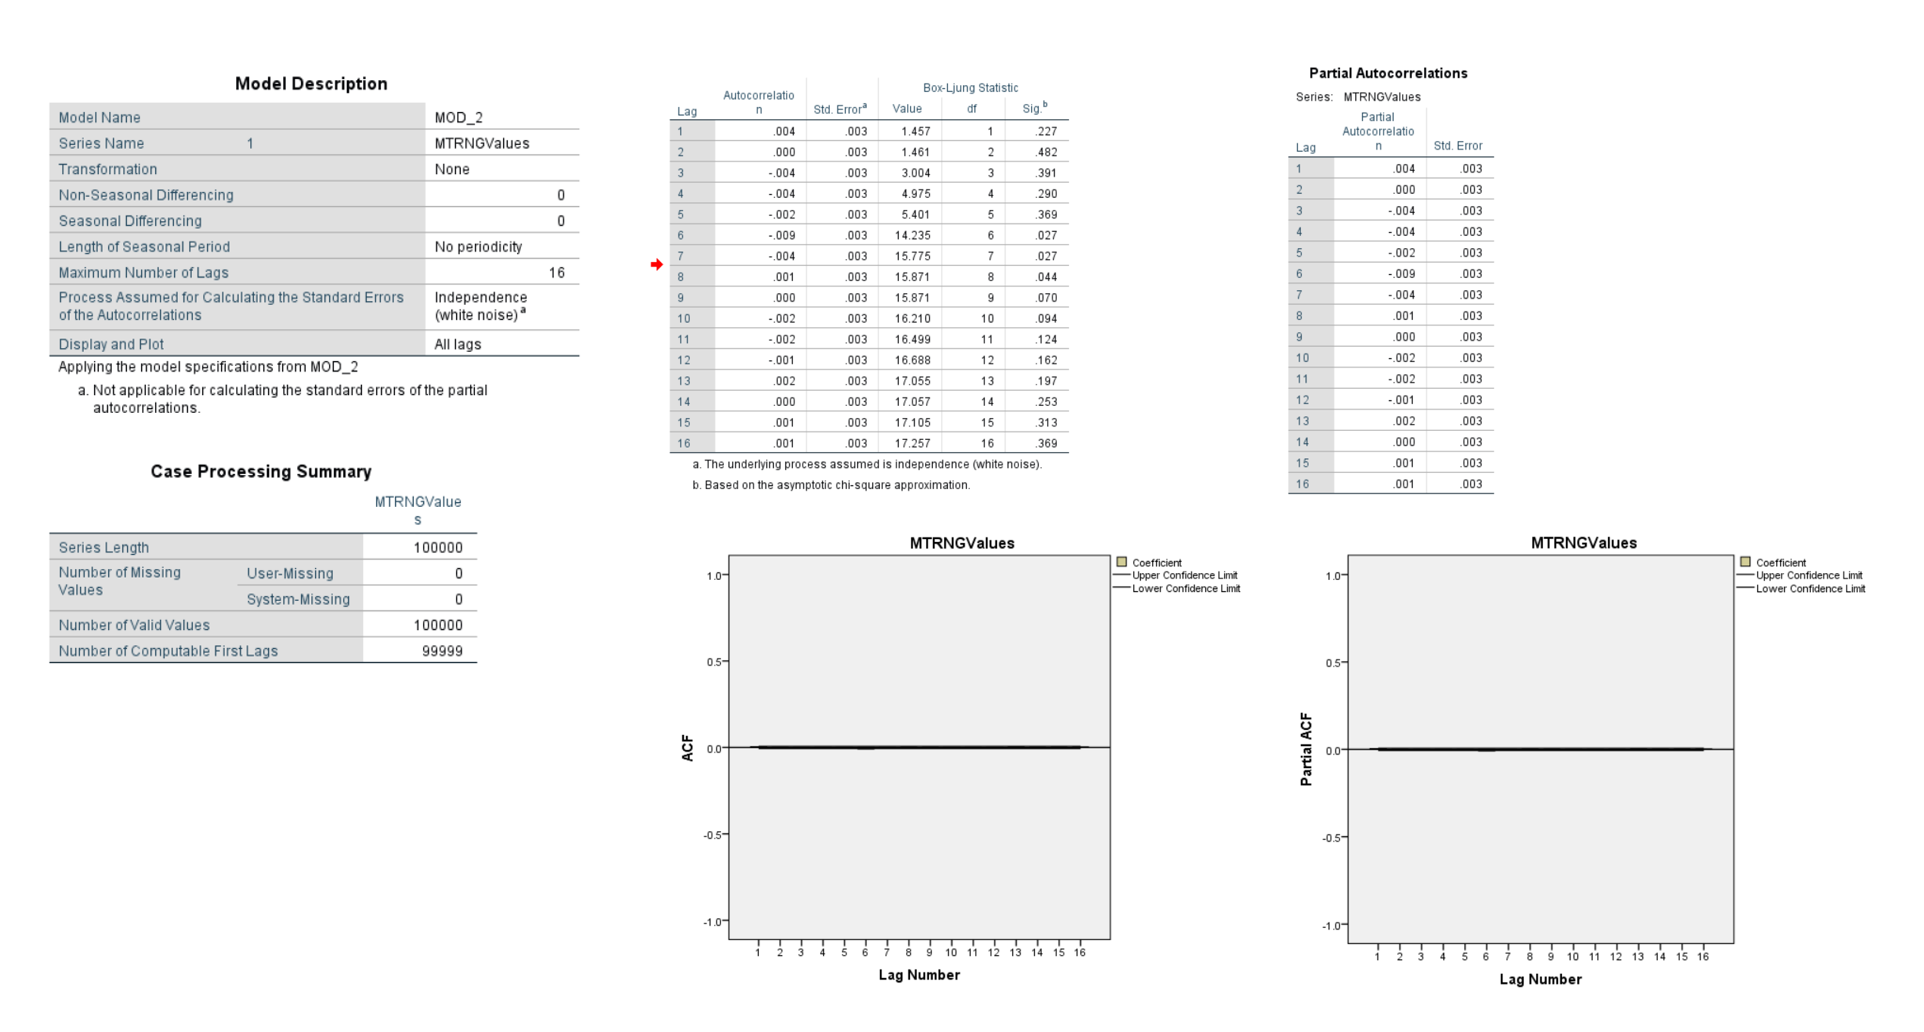 Model Description
Model Name MOD_2
Series Name 1 MTRNGValues
Transformation None
Non-Seasonal Differencing 0
Seasonal Differencing 0
Length of Seasonal Period No periodicity
Maximum Number of Lags 16
Process Assumed for Calculating the Standard Errors Independence
of the Autocorrelations (white noise) a
Display and Plot All lags
Applying the model specifications from MOD_2
a. Not applicable for calculating the standard errors of the partial
autocorrelations.
Case Processing Summary
MTRNGValue
s
Series Length 100000
Number of Missing User-Missing 0
Values
System-Missing 0
Number of Valid Values 100000
Number of Computable First Lags 99999
Autocorrelatio Box-Ljung Statistic
Lag n Std. Error a Value df Sig. b
1 .004 .003 1.457 1 .227
2 .000 .003 1.461 2 .482
3 -.004 .003 3.004 3 .391
4 -.004 .003 4.975 4 .290
5 -.002 .003 5.401 5 .369
6 -.009 .003 14.235 6 .027
7 -.004 .003 15.775 7 .027
8 .001 .003 15.871 8 .044
9 .000 .003 15.871 9 .070
10 -.002 .003 16.210 10 .094
11 -.002 .003 16.499 11 .124
12 -.001 .003 16.688 12 .162
13 .002 .003 17.055 13 .197
14 .000 .003 17.057 14 .253
15 .001 .003 17.105 15 .313
16 .001 .003 17.257 16 .369
a. The underlying process assumed is independence (white noise).
b. Based on the asymptotic chi-square approximation.
Partial Autocorrelations
Series: MTRNGValues
Partial
Autocorrelatio
Lag n Std. Error
1 .004 .003
2 .000 .003
3 -.004 .003
4 -.004 .003
5 -.002 .003
6 -.009 .003
7 -.004 .003
8 .001 .003
9 .000 .003
10 -.002 .003
11 -.002 .003
12 -.001 .003
13 .002 .003
14 .000 .003
15 .001 .003
16 .001 .003
MTRNGValues
Coefficient
Upper Confidence Limit
Lower Confidence Limit
1.0
0.5
0.0
-0.5
-1.0
ACF
1 2 3 4 5 6 7 8 9 10 11 12 13 14 15 16
Lag Number
MTRNGValues
Coefficient
Upper Confidence Limit
Lower Confidence Limit
1.0
0.5
0.0
-0.5
-1.0
Partial ACF
1 2 3 4 5 6 7 8 9 10 11 12 13 14 15 16
Lag Number